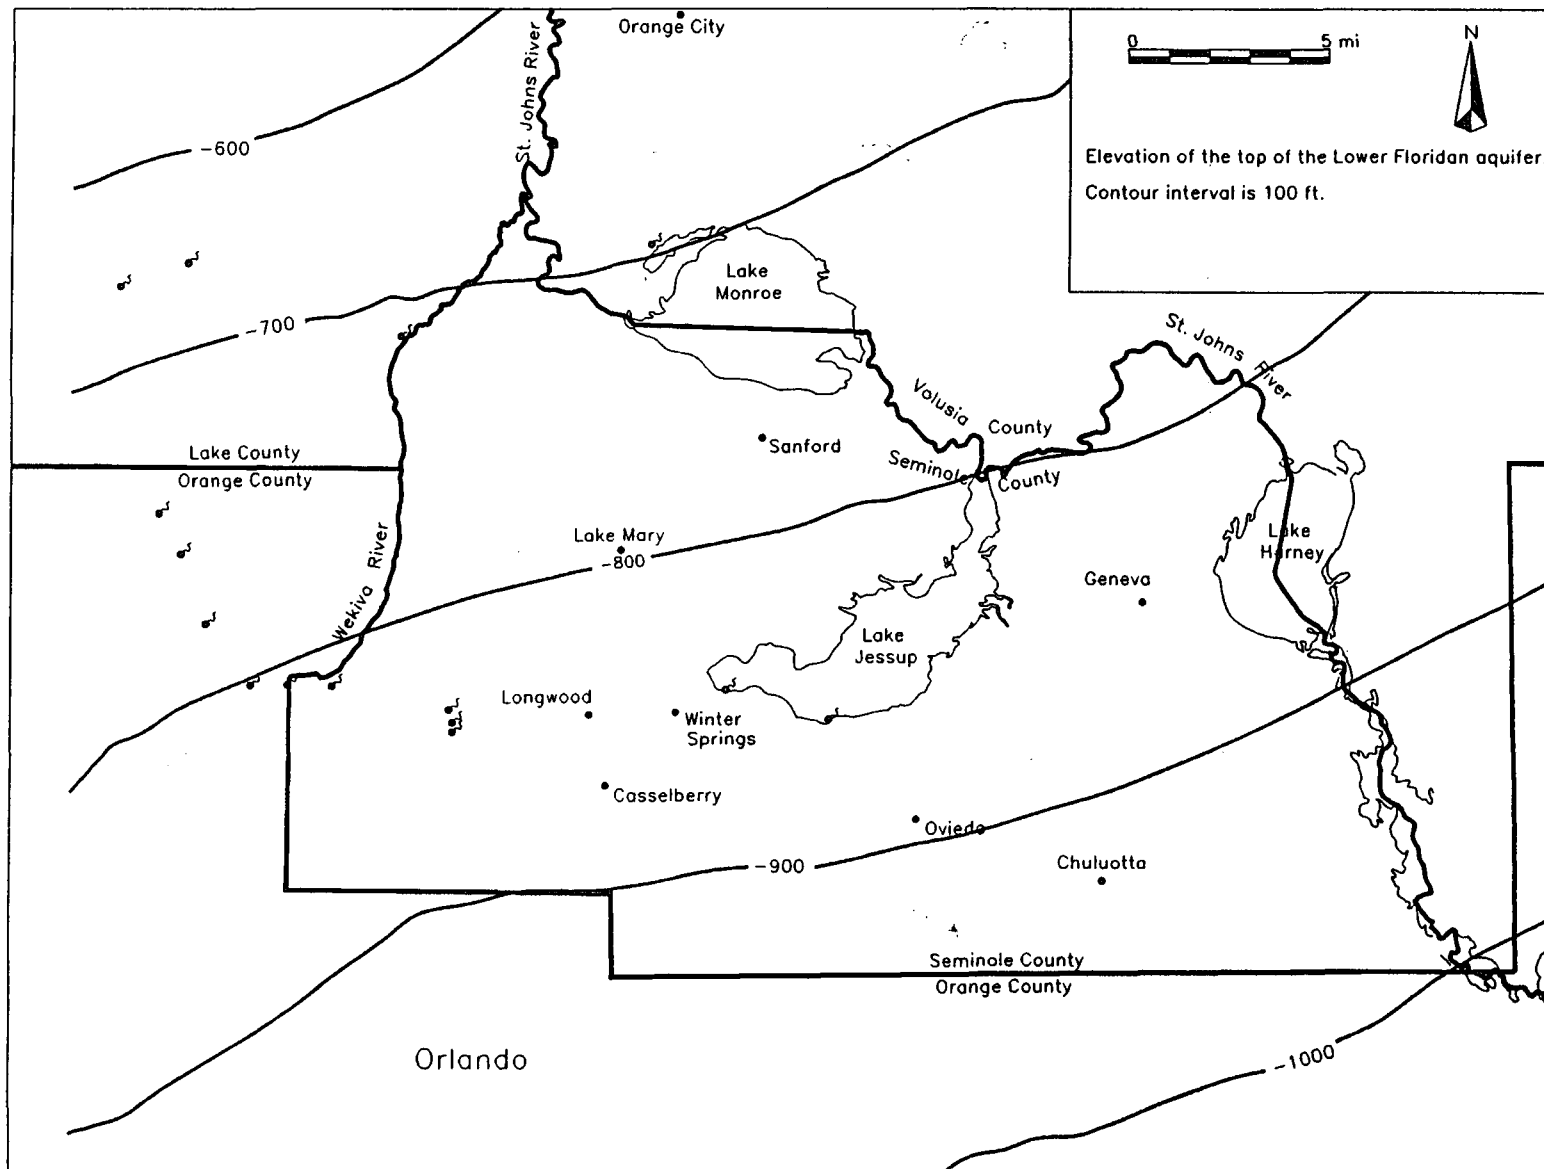 Orange City
St. Johns River
0 5 mi
N
Elevation of the top of the Lower Floridan aquifer
Contour interval is 100 ft.
-600
Lake
Monroe
-700
St. Johns
River
Volusia
County
Sanford
Seminole
County
Lake County
Orange County
Lake Mary
-800
Lake
Harney
Geneva
Wekiva River
Lake
Jessup
Longwood
Winter
Springs
Casselberry
Oviedo
-900
Chuluotta
Seminole County
Orange County
Orlando
-1000